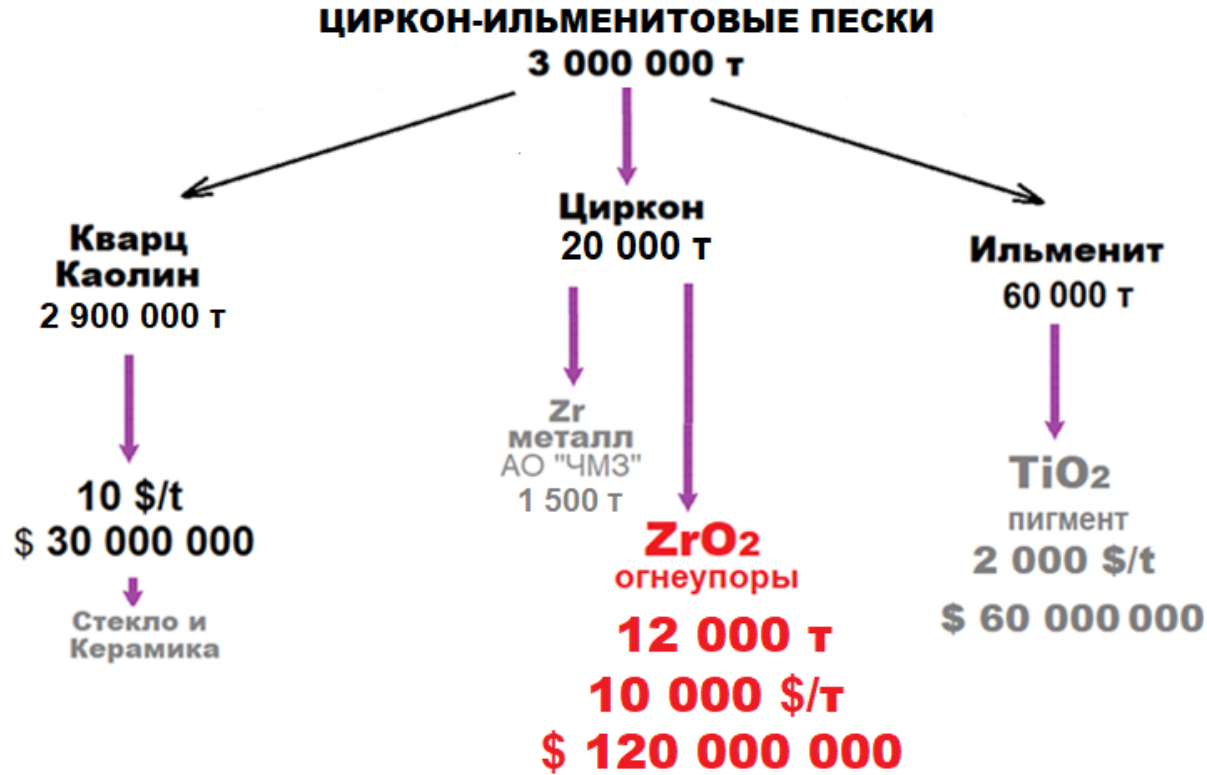 ЦИРКОН-ИЛЬМЕНИТОВЫЕ ПЕСКИ
3 000 000 т
Кварц
Каолин
2 900 000 т
10 $/t
$ 30 000 000
Стекло и
Керамика
Циркон
20 000 т
Zr
металл
АО "ЧМЗ"
1 500 т
ZrO2
огнеупоры
12 000 т
10 000 $/т
$ 120 000 000
Ильменит
60 000 т
TiO2
пигмент
2 000 $/t
$ 60 000 000